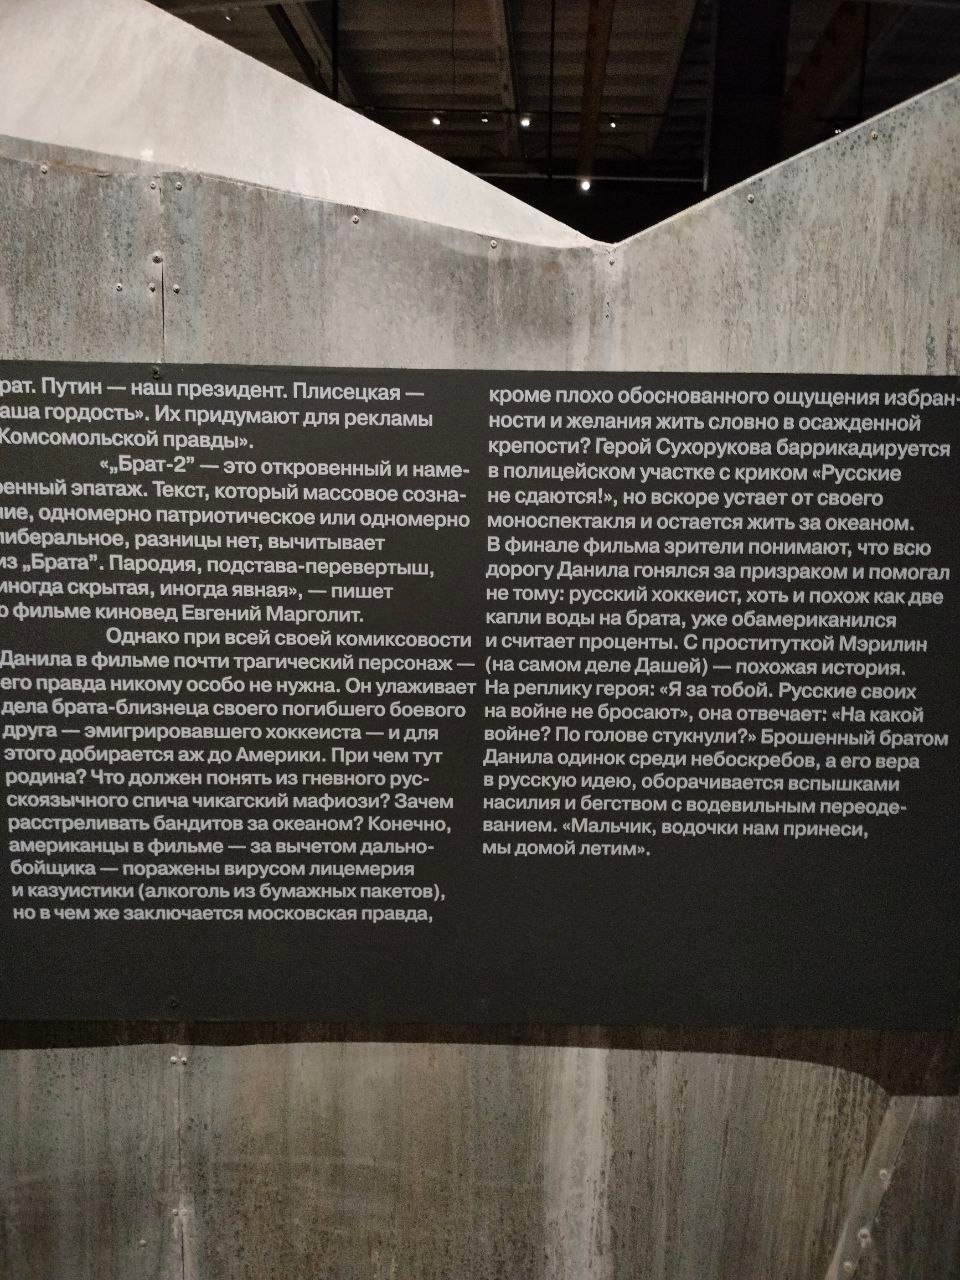 рат. Путин — наш президент. Плисецкая —
аша гордость». Их придумают для рекламы
Комсомольской правды».
«„Брат-2” — это откровенный и наме-
ренный эпатаж. Текст, который массовое созна-
ние, одномерно патриотическое или одномерно
либеральное, разницы нет, вычитывает
из „Брата”. Пародия, подстава-перевертыш,
иногда скрытая, иногда явная», — пишет
о фильме киновед Евгений Марголит.
Однако при всей своей комиксовости
Данила в фильме почти трагический персонаж —
его правда никому особо не нужна. Он улаживает
дела брата-близнеца своего погибшего боевого
друга — эмигрировавшего хоккеиста — и для
этого добирается аж до Америки. При чем тут
родина? Что должен понять из гневного рус-
скоязычного спича чикагский мафиози? Зачем
расстреливать бандитов за океаном? Конечно,
американцы в фильме — за вычетом дально-
бойщика — поражены вирусом лицемерия
и казуистики (алкоголь из бумажных пакетов),
но в чем же заключается московская правда,
кроме плохо обоснованного ощущения избран-
ности и желания жить словно в осажденной
крепости? Герой Сухорукова баррикадируется
в полицейском участке с криком «Русские
не сдаются!», но вскоре устает от своего
моноспектакля и остается жить за океаном.
В финале фильма зрители понимают, что всю
дорогу Данила гонялся за призраком и помогал
не тому: русский хоккеист, хоть и похож как две
капли воды на брата, уже обамериканился
и считает проценты. С проституткой Мэрилин
(на самом деле Дашей) — похожая история.
На реплику героя: «Я за тобой. Русские своих
на войне не бросают», она отвечает: «На какой
войне? По голове стукнули?» Брошенный братом
Данила одинок среди небоскребов, а его вера
в русскую идею, оборачивается вспышками
насилия и бегством с водевильным переоде-
ванием. «Мальчик, водочки нам принеси,
мы домой летим».